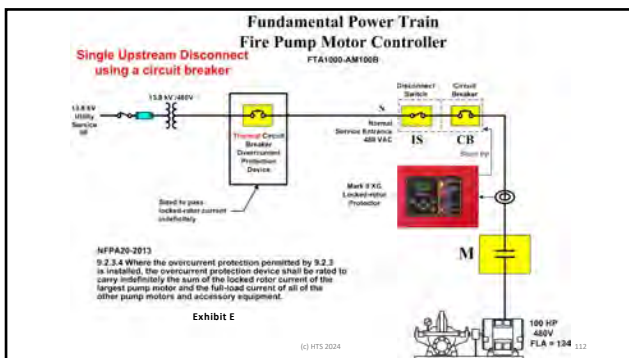 Fundamental Power Train
Fire Pump Motor Controller
FTA1000-AM100B
Single Upstream Disconnect
using a circuit breaker
13.8 kV /480V
13.8 kV
Utility
Service
Thermal Circuit
Breaker
Overcurrent
Protection
Device
Sized to pass
locked-rotor current
indefinitely
N
Normal
Service Entrance
480 VAC
Disconnect
Switch
Circuit
Breaker
IS
CB
Mark II XG
Locked-rotor
Protector
M
NFPA20-2013
9.2.3.4 Where the overcurrent protection permitted by 9.2.3
is installed, the overcurrent protection device shall be rated to
carry indefinitely the sum of the locked rotor current of the
largest pump motor and the full-load current of all of the
other pump motors and accessory equipment.
Exhibit E
100 HP
480V
FLA = 134
(c) HTS 2024
112